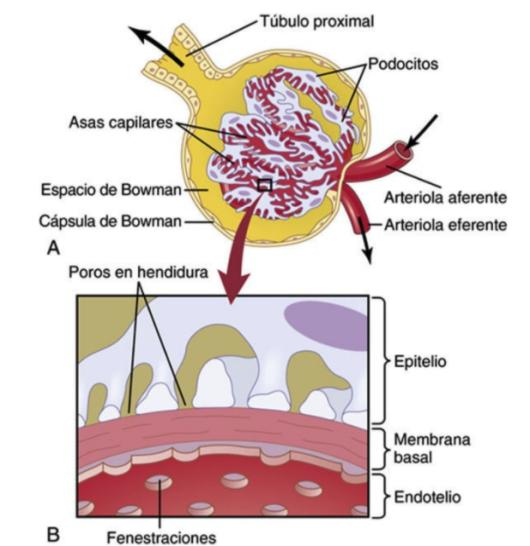 Túbulo proximal
Podocitos
Asas capilares
Espacio de Bowman
Cápsula de Bowman
Arteriola aferente
Arteriola eferente
A
Poros en hendidura
Epitelio
Membrana
basal
Endotelio
B
Fenestraciones